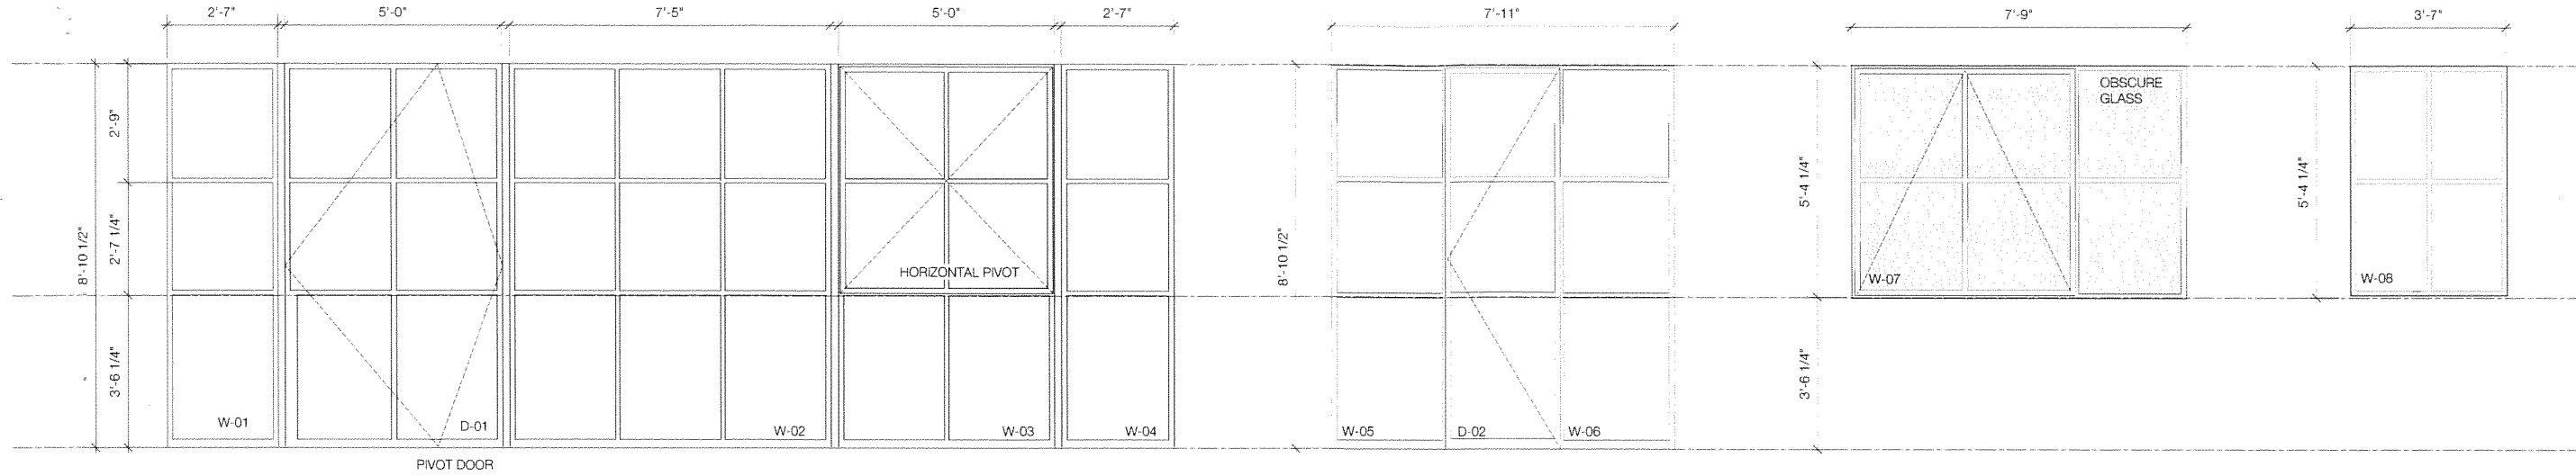 2'-7" 5'-0" 7'-5" 5'-0" 2'-7" 7'-11" 7'-9" 3'-7"
OBSCURE
GLASS
2'-9"
8'-10 1/2"
2'-7 1/4"
3'-6 1/4"
HORIZONTAL PIVOT
8'-10 1/2"
5'-4 1/4"
3'-6 1/4"
5'-4 1/4"
W-07
W-08
W-01
D-01
W-02
W-03
W-04
W-05
D-02
W-06
PIVOT DOOR